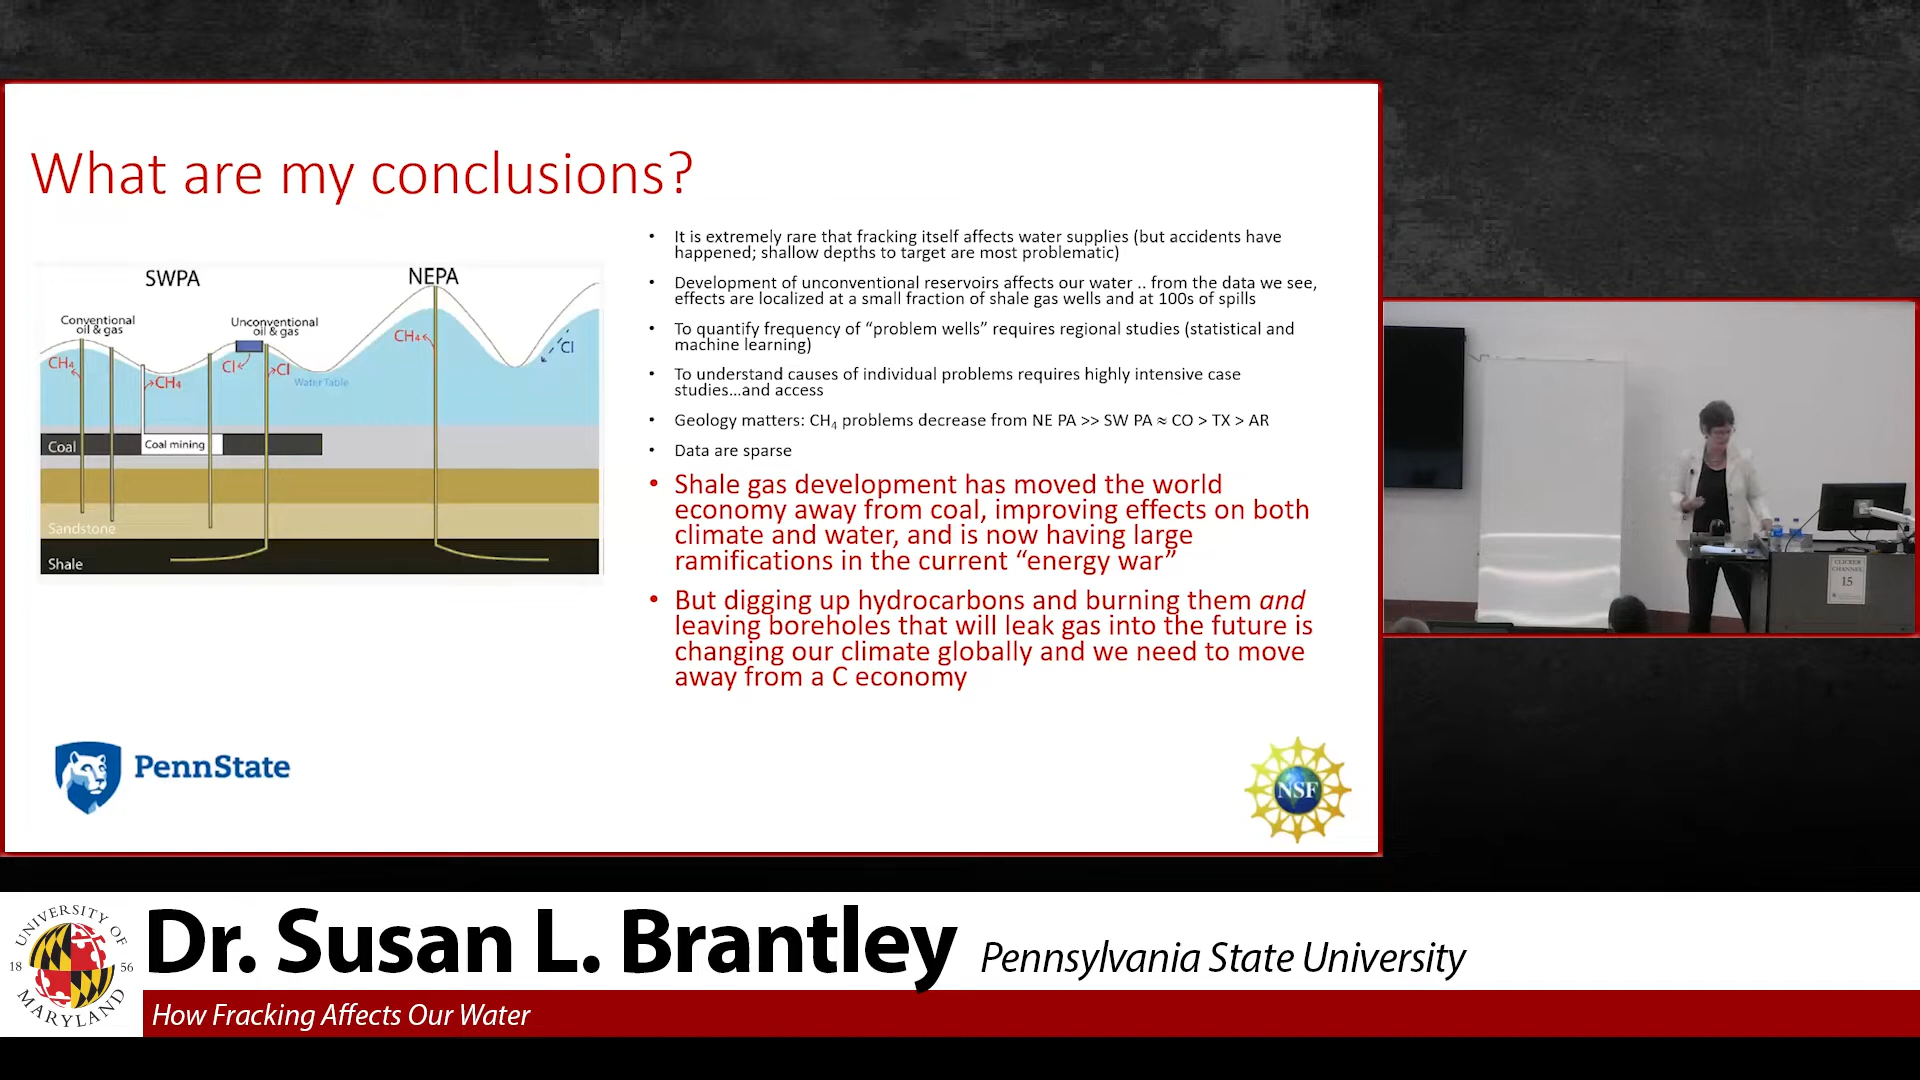 What are my conclusions?
SWPA
NEPA
Conventional
oil & gas
Unconventional
oil & gas
CH₄
CH₄
Cl
Cl
CH₄
Cl
Water Table
Coal
Coal mining
Sandstone
Shale
• It is extremely rare that fracking itself affects water supplies (but accidents have
happened; shallow depths to target are most problematic)
• Development of unconventional reservoirs affects our water .. from the data we see,
effects are localized at a small fraction of shale gas wells and at 100s of spills
• To quantify frequency of “problem wells” requires regional studies (statistical and
machine learning)
• To understand causes of individual problems requires highly intensive case
studies…and access
• Geology matters: CH₄ problems decrease from NE PA >> SW PA ≈ CO > TX > AR
• Data are sparse
• Shale gas development has moved the world
economy away from coal, improving effects on both
climate and water, and is now having large
ramifications in the current “energy war”
• But digging up hydrocarbons and burning them and
leaving boreholes that will leak gas into the future is
changing our climate globally and we need to move
away from a C economy
PennState
NSF
CLICKER
CHANNEL
15
UNIVERSITY OF
18 56
MARYLAND
Dr. Susan L. Brantley Pennsylvania State University
How Fracking Affects Our Water